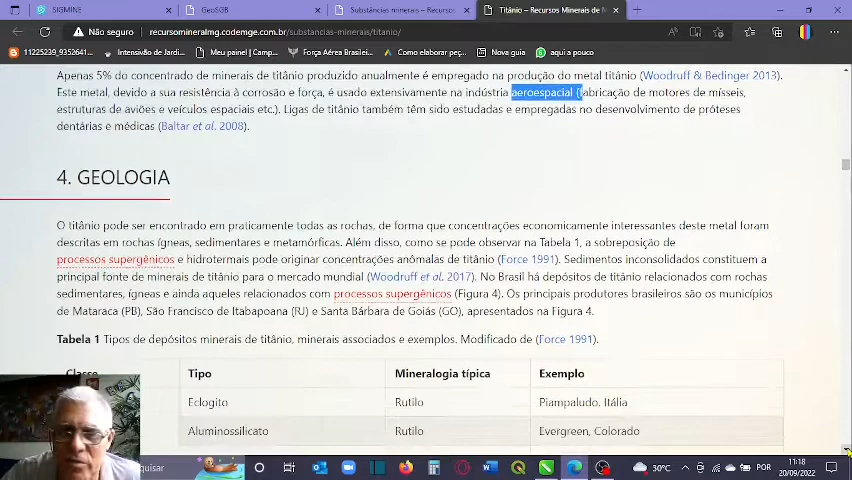 SIGMINE
GeoSGB
Substâncias minerais – Recursos
Titânio – Recursos Minerais de M
Não seguro
recursomineralmg.codemge.com.br/substancias-minerais/titanio/
11225239_9352641...
Intensivão de Javali...
Meu painel | Camp...
Força Aérea Brasilei...
Como elaborar peç...
Nova guia
aqui a pouco
Apenas 5% do concentrado de minerais de titânio produzido anualmente é empregado na produção do metal titânio (Woodruff & Bedinger 2013).
Este metal, devido a sua resistência à corrosão e força, é usado extensivamente na indústria aeroespacial (fabricação de motores de mísseis,
estruturas de aviões e veículos espaciais etc.). Ligas de titânio também têm sido estudadas e empregadas no desenvolvimento de próteses
dentárias e médicas (Baltar et al. 2008).
4. GEOLOGIA
O titânio pode ser encontrado em praticamente todas as rochas, de forma que concentrações economicamente interessantes deste metal foram
descritas em rochas ígneas, sedimentares e metamórficas. Além disso, como se pode observar na Tabela 1, a sobreposição de
processos supergênicos e hidrotermais pode originar concentrações anômalas de titânio (Force 1991). Sedimentos inconsolidados constituem a
principal fonte de minerais de titânio para o mercado mundial (Woodruff et al. 2017). No Brasil há depósitos de titânio relacionados com rochas
sedimentares, ígneas e ainda aqueles relacionados com processos supergênicos (Figura 4). Os principais produtores brasileiros são os municípios
de Mataraca (PB), São Francisco de Itabapoana (RJ) e Santa Bárbara de Goiás (GO), apresentados na Figura 4.
Tabela 1 Tipos de depósitos minerais de titânio, minerais associados e exemplos. Modificado de (Force 1991).
Classe Tipo Mineralogia típica Exemplo
Eclogito Rutilo Piampaludo, Itália
Aluminossilicato Rutilo Evergreen, Colorado
quisar
30°C
POR
11:18
20/09/2022